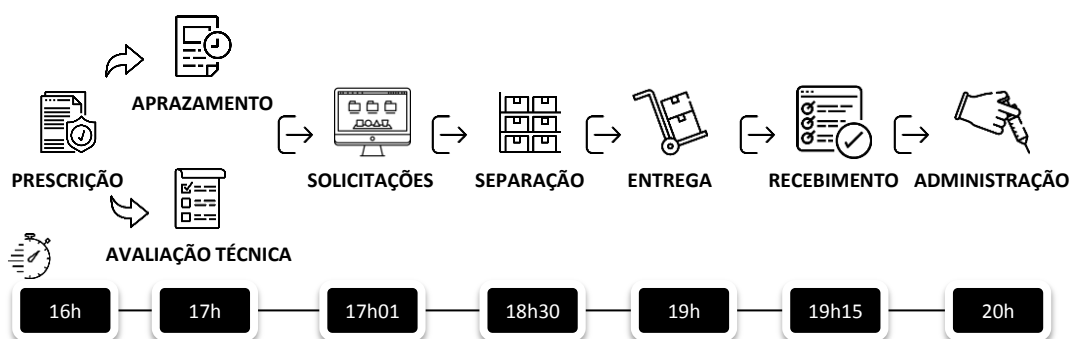 APRAZAMENTO
PRESCRIÇÃO
SOLICITAÇÕES
SEPARAÇÃO
ENTREGA
RECEBIMENTO
ADMINISTRAÇÃO
AVALIAÇÃO TÉCNICA
16h
17h
17h01
18h30
19h
19h15
20h